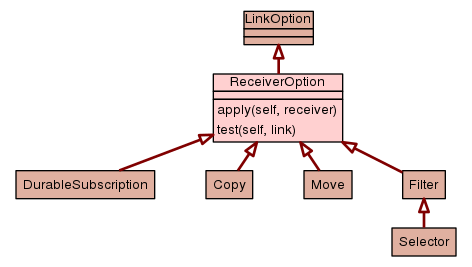 LinkOption
ReceiverOption
apply(self, receiver)
test(self, link)
DurableSubscription
Copy
Move
Filter
Selector